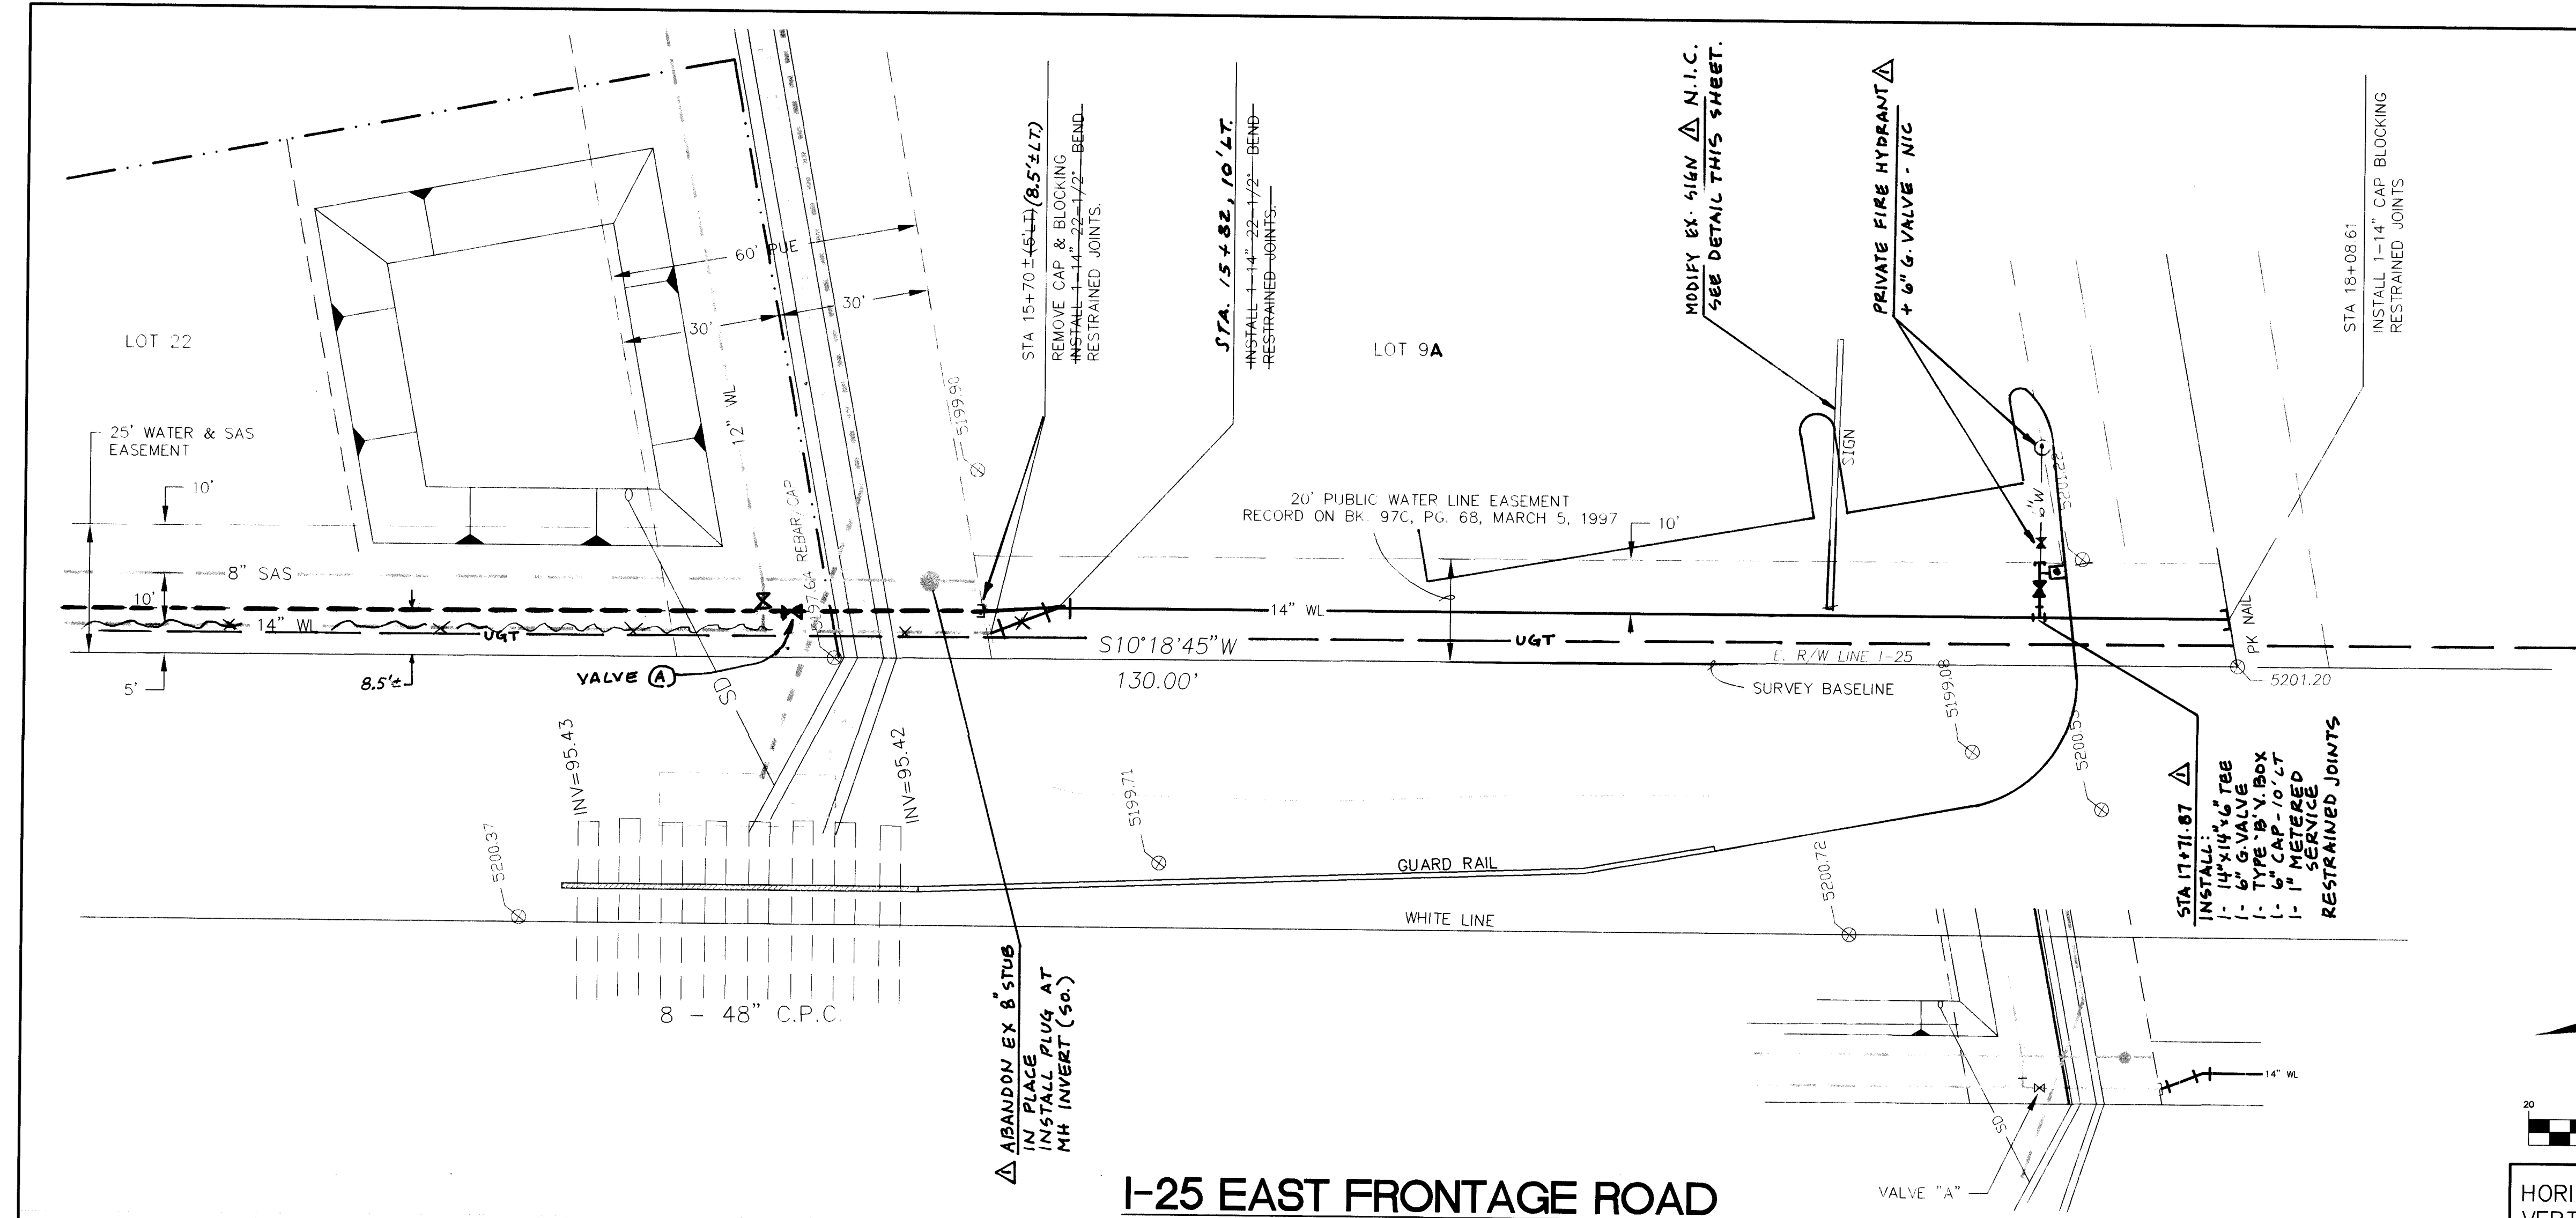 LOT 22
25' WATER & SAS
EASEMENT
10'
8" SAS
10'
14" WL
UGT
5'
8.5'±
VALVE (A)
12" WL
60' PUE
30'
30'
5199.90
REBAR/CAP
STA 15+70± (5'LT) (8.5'±LT.)
REMOVE CAP & BLOCKING
INSTALL 1-14" 22-1/2° BEND
RESTRAINED JOINTS.
STA. 15+82, 10'LT.
INSTALL 1-14" 22-1/2° BEND
RESTRAINED JOINTS.
LOT 9A
MODIFY EX. SIGN 1 N.I.C.
SEE DETAIL THIS SHEET.
PRIVATE FIRE HYDRANT 1
+ 6" G. VALVE - NIC
STA 18+08.61
INSTALL 1-14" CAP BLOCKING
RESTRAINED JOINTS
20' PUBLIC WATER LINE EASEMENT
RECORD ON BK. 97C, PG. 68, MARCH 5, 1997
10'
SIGN
6"W
5201.22
14" WL
S10°18'45"W
UGT
E. R/W LINE I-25
130.00'
SURVEY BASELINE
PK NAIL
5201.20
SD
INV=95.43
INV=95.42
5200.37
5199.71
5199.08
5200.53
5200.72
GUARD RAIL
WHITE LINE
8 - 48" C.P.C.
1 ABANDON EX 8" STUB
IN PLACE
INSTALL PLUG AT
MH INVERT (SO.)
STA 17+71.87 1
INSTALL:
1- 14"X14"X6" TEE
1- 6" G.VALVE
1- TYPE 'B' V. BOX
1- 6" CAP-10'LT
1- 1" METERED
SERVICE
RESTRAINED JOINTS
14" WL
SD
VALVE "A"
20
I-25 EAST FRONTAGE ROAD
HORI